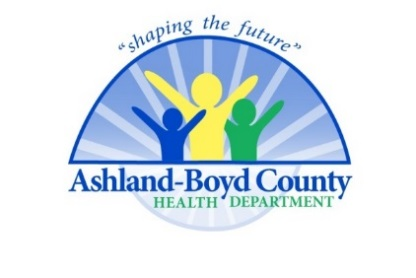 "shaping the future"
Ashland-Boyd County
HEALTH DEPARTMENT